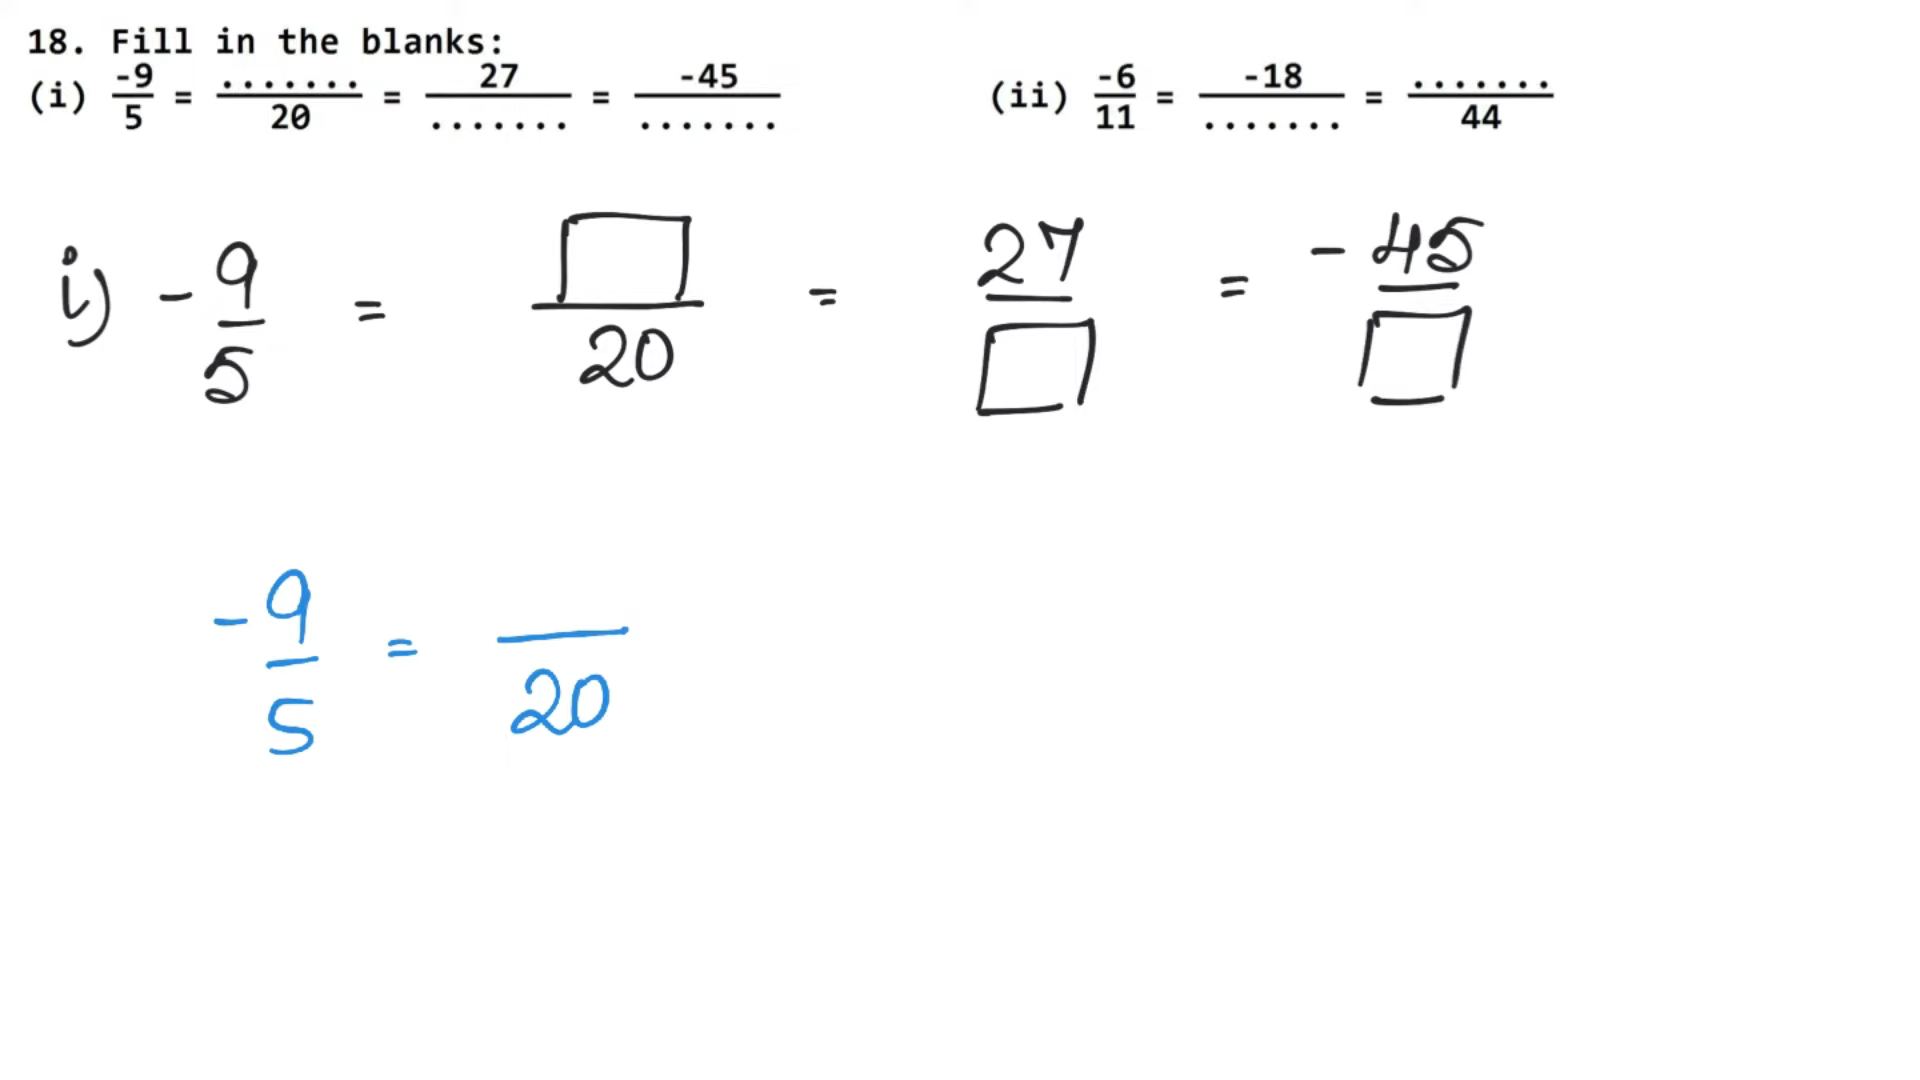 18. Fill in the blanks:
(i) -9/5 = ......./20 = 27/....... = -45/....... (ii) -6/11 = -18/....... = ......./44
i) -9/5 = □/20 = 27/□ = -45/□
-9/5 = /20